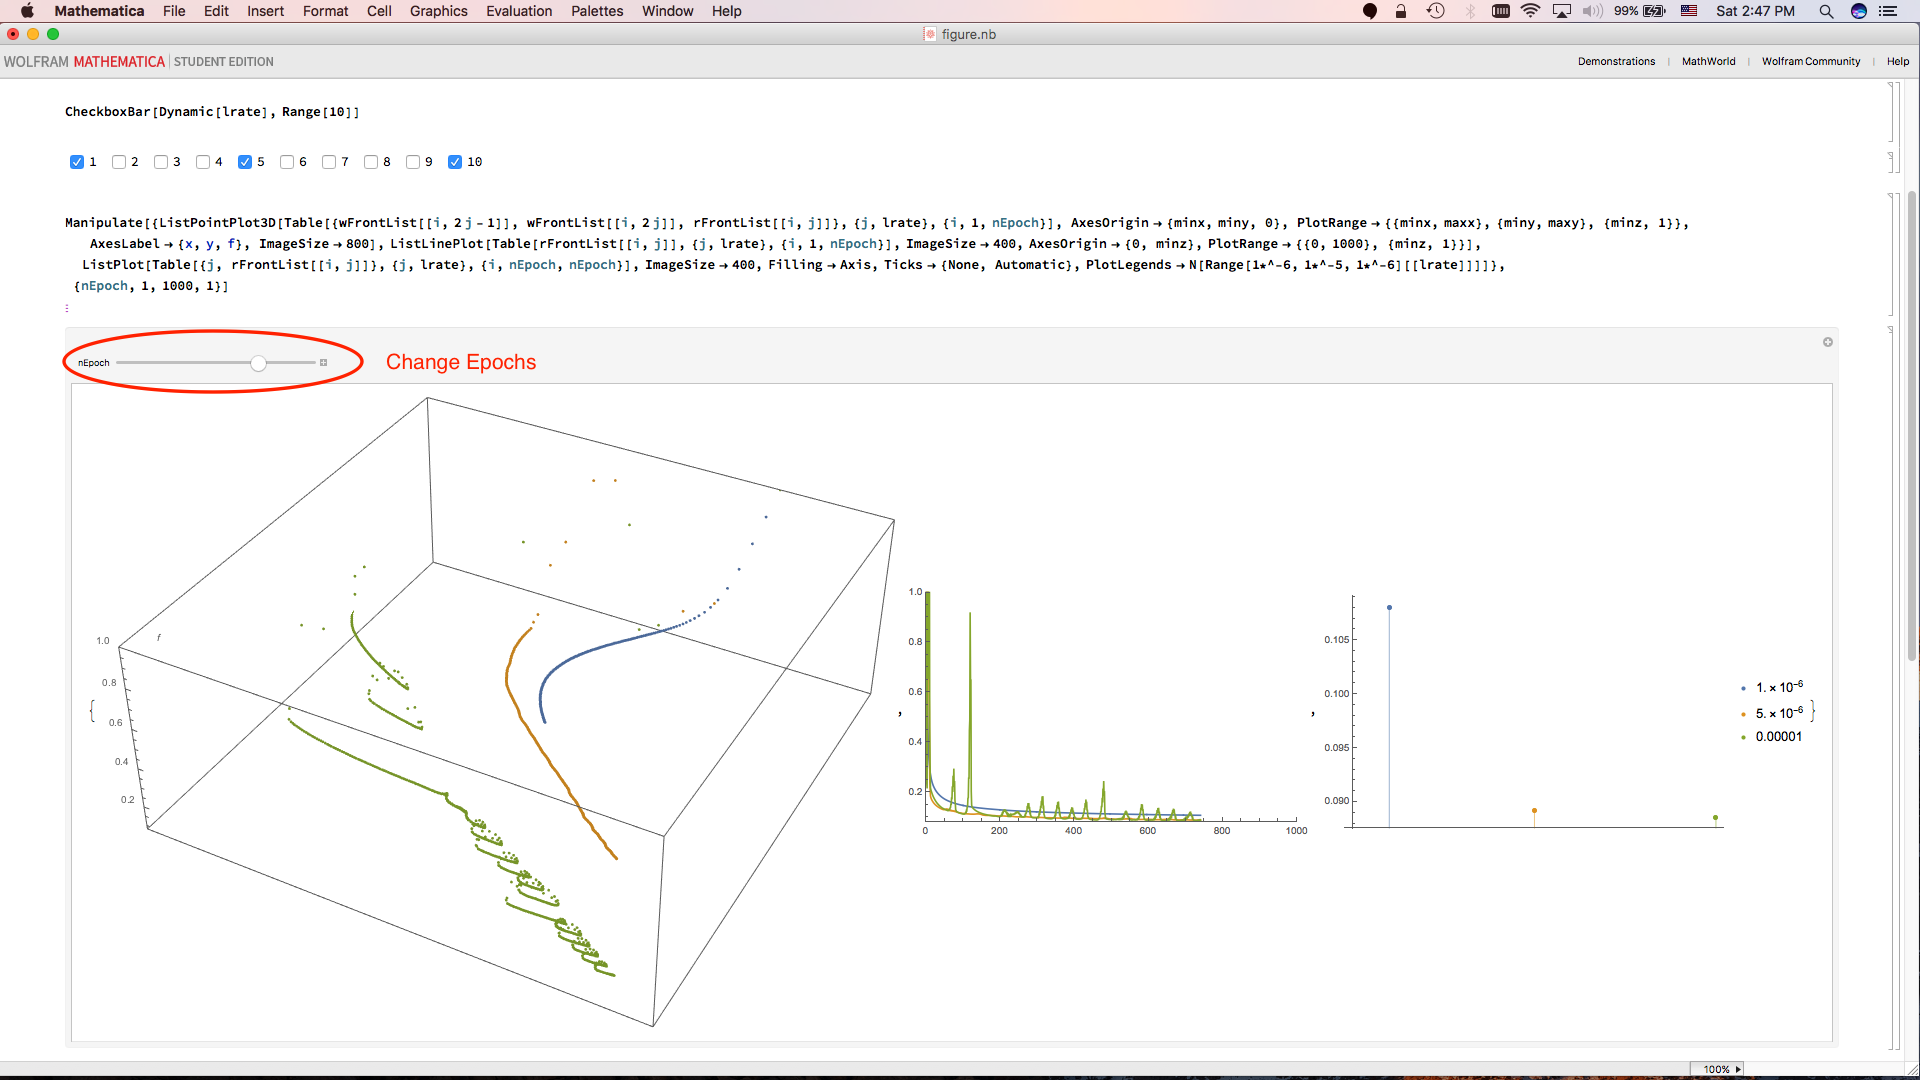 Mathematica File Edit Insert Format Cell Graphics Evaluation Palettes Window Help 99% Sat 2:47 PM
figure.nb
WOLFRAM MATHEMATICA STUDENT EDITION Demonstrations MathWorld Wolfram Community Help
CheckboxBar[Dynamic[lrate], Range[10]]
1 2 3 4 5 6 7 8 9 10
Manipulate[{ListPointPlot3D[Table[{wFrontList[[i, 2 j - 1]], wFrontList[[i, 2 j]], rFrontList[[i, j]]}, {j, lrate}, {i, 1, nEpoch}], AxesOrigin → {minx, miny, 0}, PlotRange → {{minx, maxx}, {miny, maxy}, {minz, 1}},
AxesLabel → {x, y, f}, ImageSize → 800], ListLinePlot[Table[rFrontList[[i, j]], {j, lrate}, {i, 1, nEpoch}], ImageSize → 400, AxesOrigin → {0, minz}, PlotRange → {{0, 1000}, {minz, 1}}],
ListPlot[Table[{j, rFrontList[[i, j]]}, {j, lrate}, {i, nEpoch, nEpoch}], ImageSize → 400, Filling → Axis, Ticks → {None, Automatic}, PlotLegends → N[Range[1*^-6, 1*^-5, 1*^-6][[lrate]]]]},
{nEpoch, 1, 1000, 1}]
nEpoch Change Epochs
{
1.0 f
0.8
0.6
0.4
0.2
,
1.0
0.8
0.6
0.4
0.2
0 200 400 600 800 1000
,
0.105
0.100
0.095
0.090
1. × 10⁻⁶
5. × 10⁻⁶ }
0.00001
100%